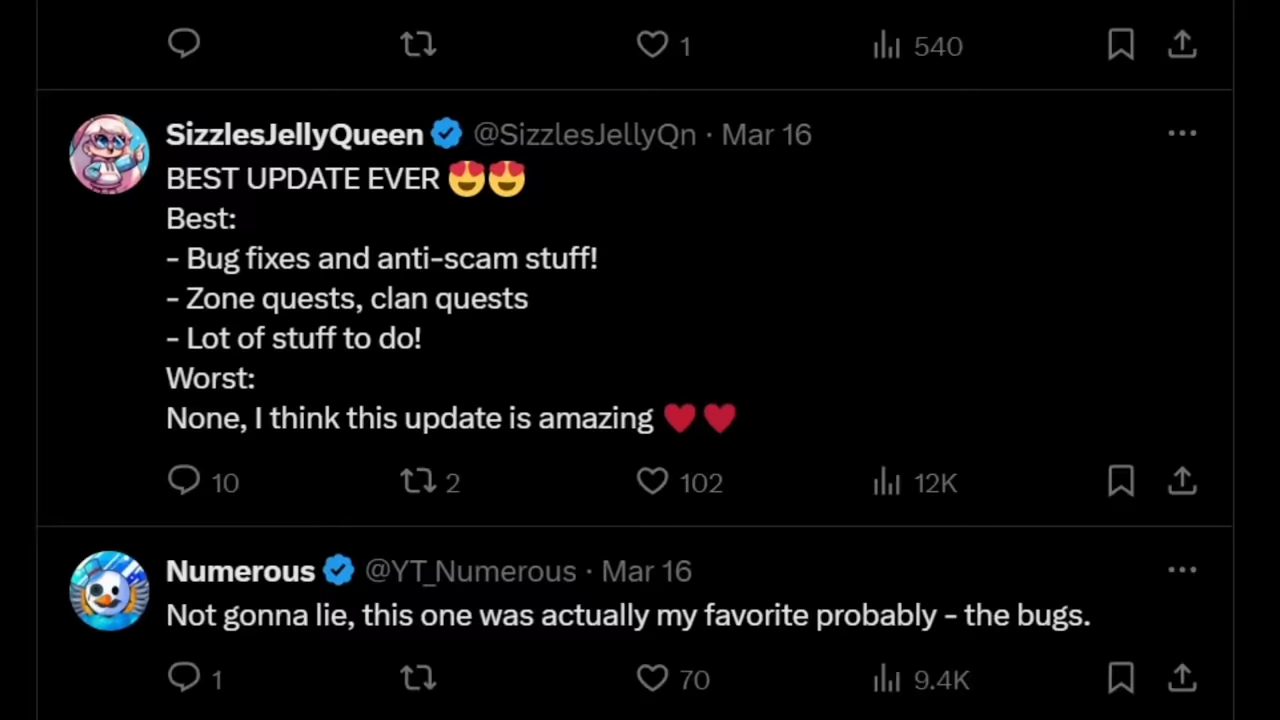 1 540
SizzlesJellyQueen @SizzlesJellyQn · Mar 16
BEST UPDATE EVER 😍😍
Best:
- Bug fixes and anti-scam stuff!
- Zone quests, clan quests
- Lot of stuff to do!
Worst:
None, I think this update is amazing ♥️♥️
10 2 102 12K
Numerous @YT_Numerous · Mar 16
Not gonna lie, this one was actually my favorite probably - the bugs.
1 70 9.4K